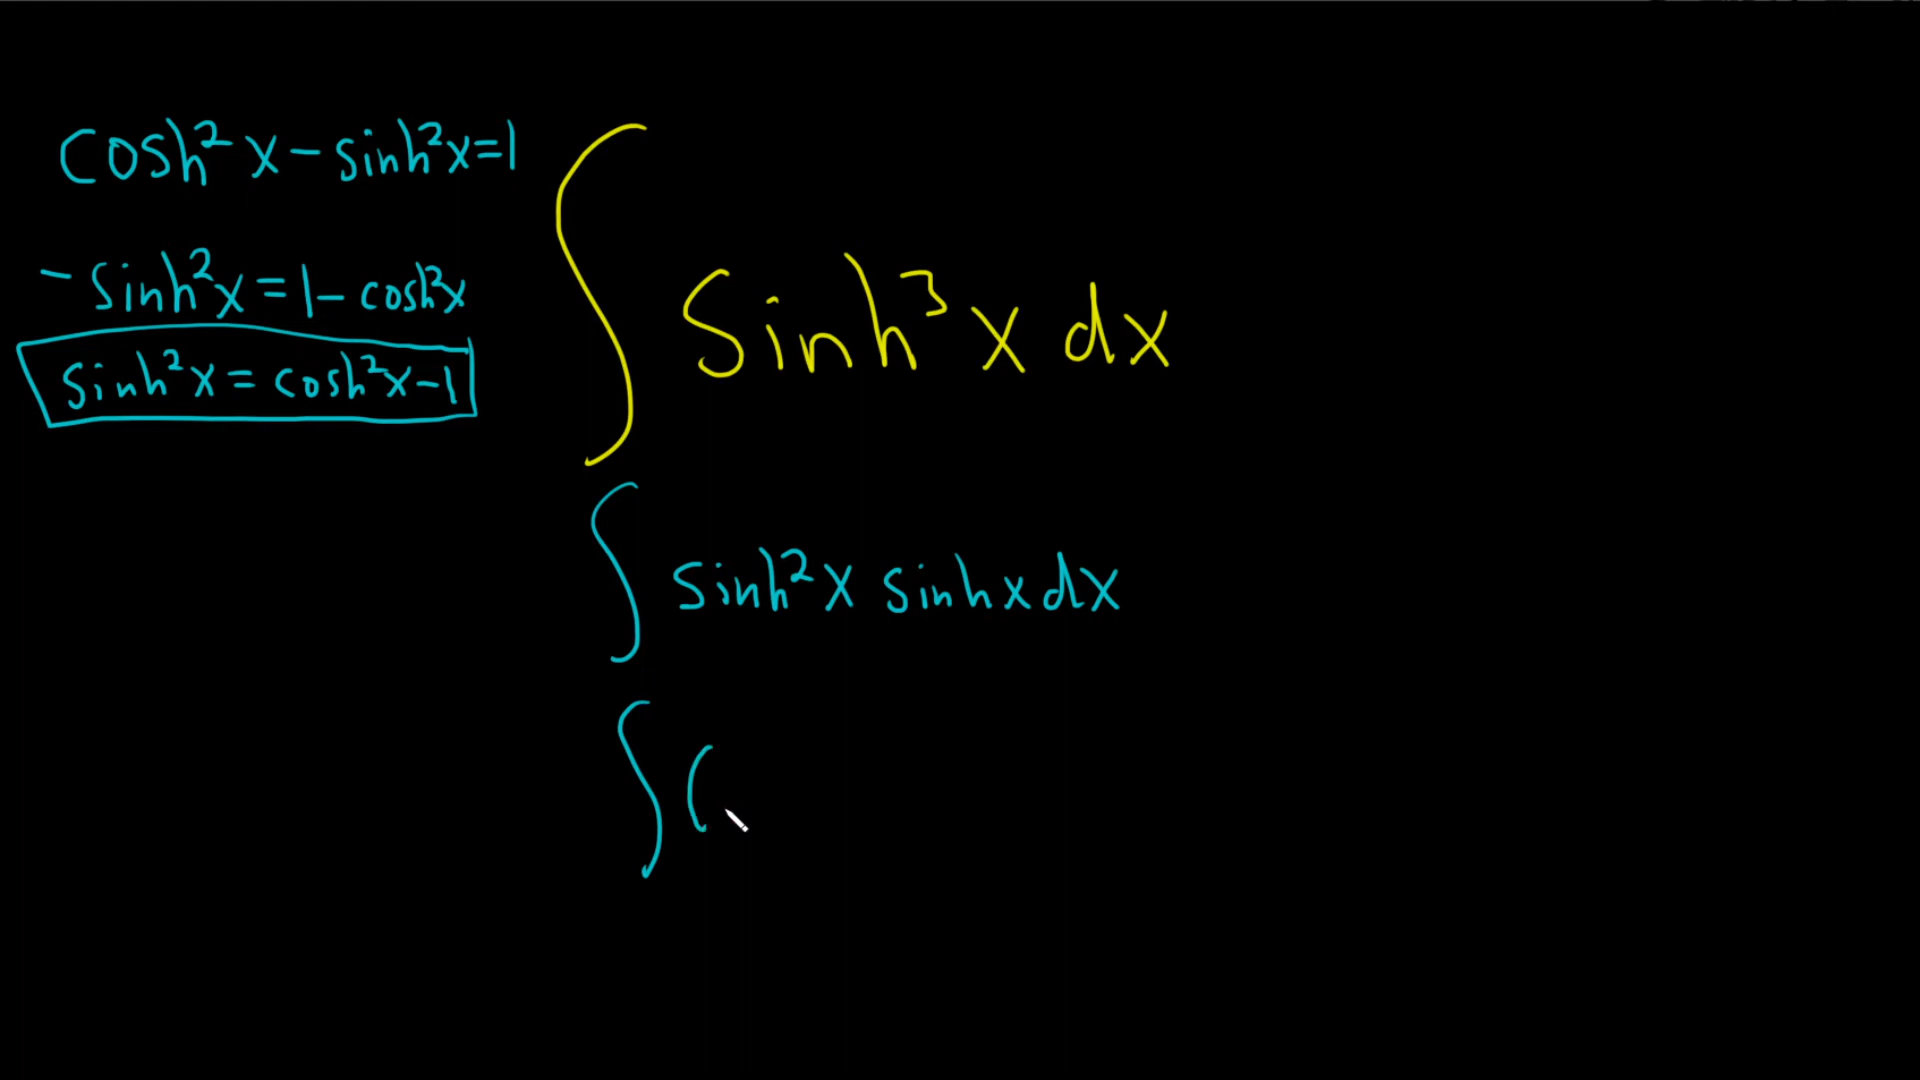 cosh²x - sinh²x=1
- sinh²x = 1 - cosh²x
sinh²x = cosh²x - 1
∫ sinh³x dx
∫ sinh²x sinhx dx
∫ (